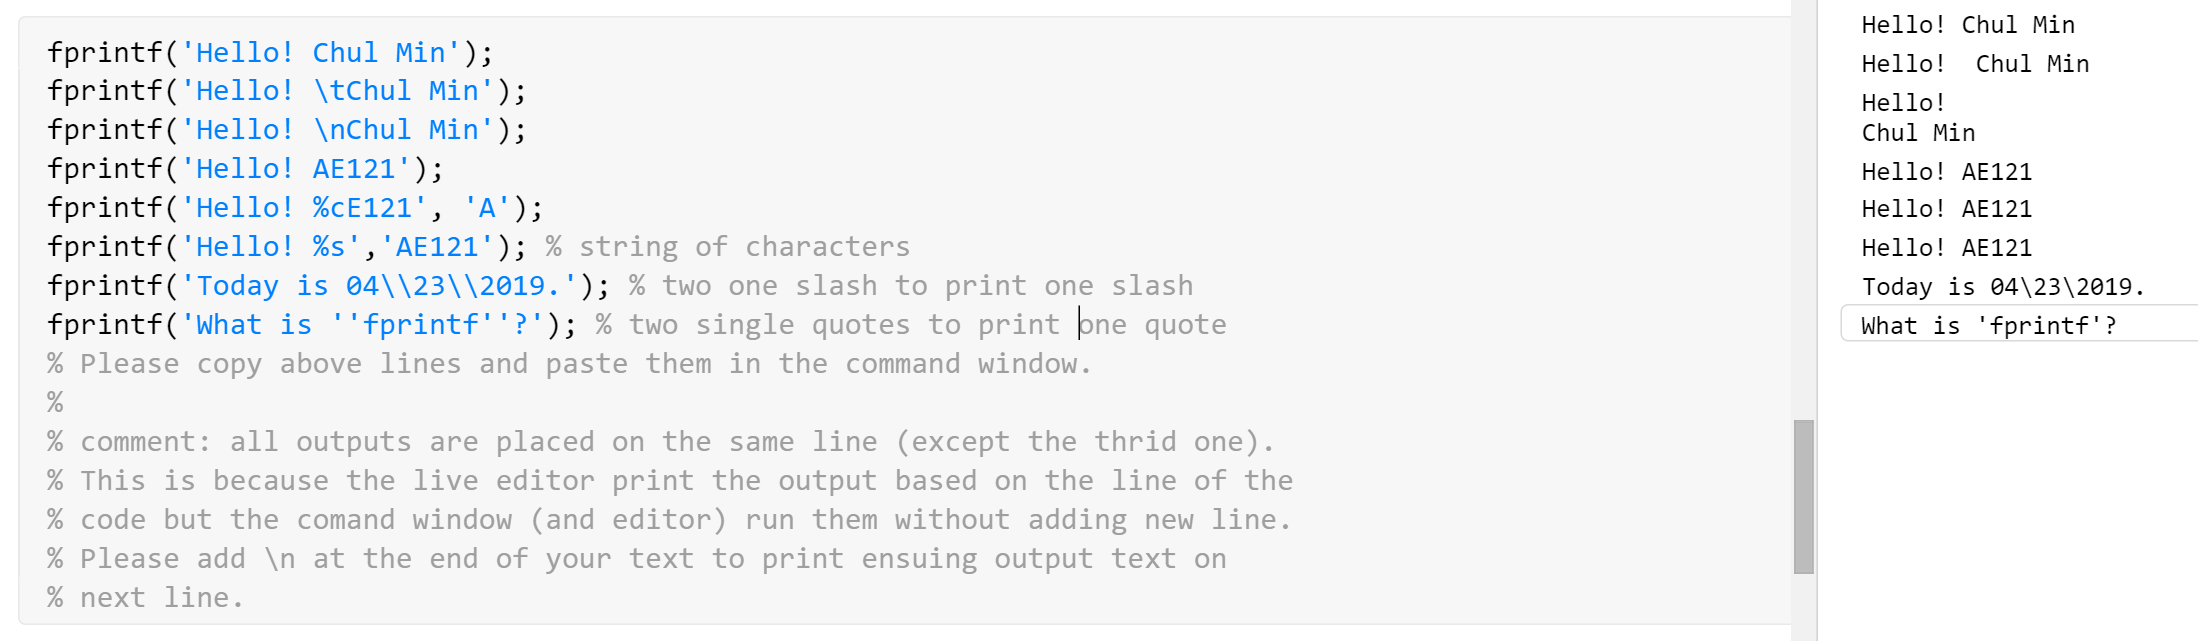 fprintf('Hello! Chul Min');
fprintf('Hello! \tChul Min');
fprintf('Hello! \nChul Min');
fprintf('Hello! AE121');
fprintf('Hello! %cE121', 'A');
fprintf('Hello! %s','AE121'); % string of characters
fprintf('Today is 04\\23\\2019.'); % two one slash to print one slash
fprintf('What is ''fprintf''?'); % two single quotes to print one quote
% Please copy above lines and paste them in the command window.
%
% comment: all outputs are placed on the same line (except the thrid one).
% This is because the live editor print the output based on the line of the
% code but the comand window (and editor) run them without adding new line.
% Please add \n at the end of your text to print ensuing output text on
% next line.
Hello! Chul Min
Hello!  Chul Min
Hello!
Chul Min
Hello! AE121
Hello! AE121
Hello! AE121
Today is 04\23\2019.
What is 'fprintf'?